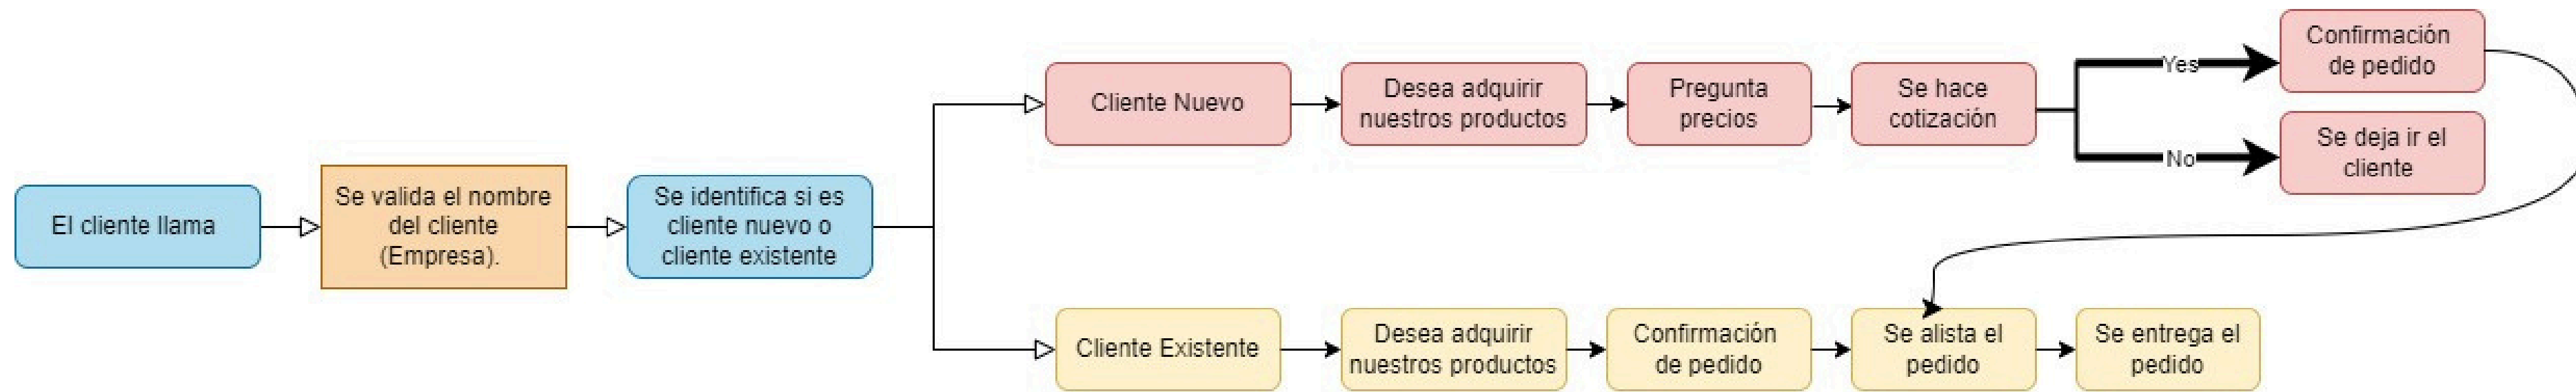 El cliente llama
Se valida el nombre
del cliente
(Empresa).
Se identifica si es
cliente nuevo o
cliente existente
Cliente Nuevo
Desea adquirir
nuestros productos
Pregunta
precios
Se hace
cotización
Yes
Confirmación
de pedido
No
Se deja ir el
cliente
Cliente Existente
Desea adquirir
nuestros productos
Confirmación
de pedido
Se alista el
pedido
Se entrega el
pedido